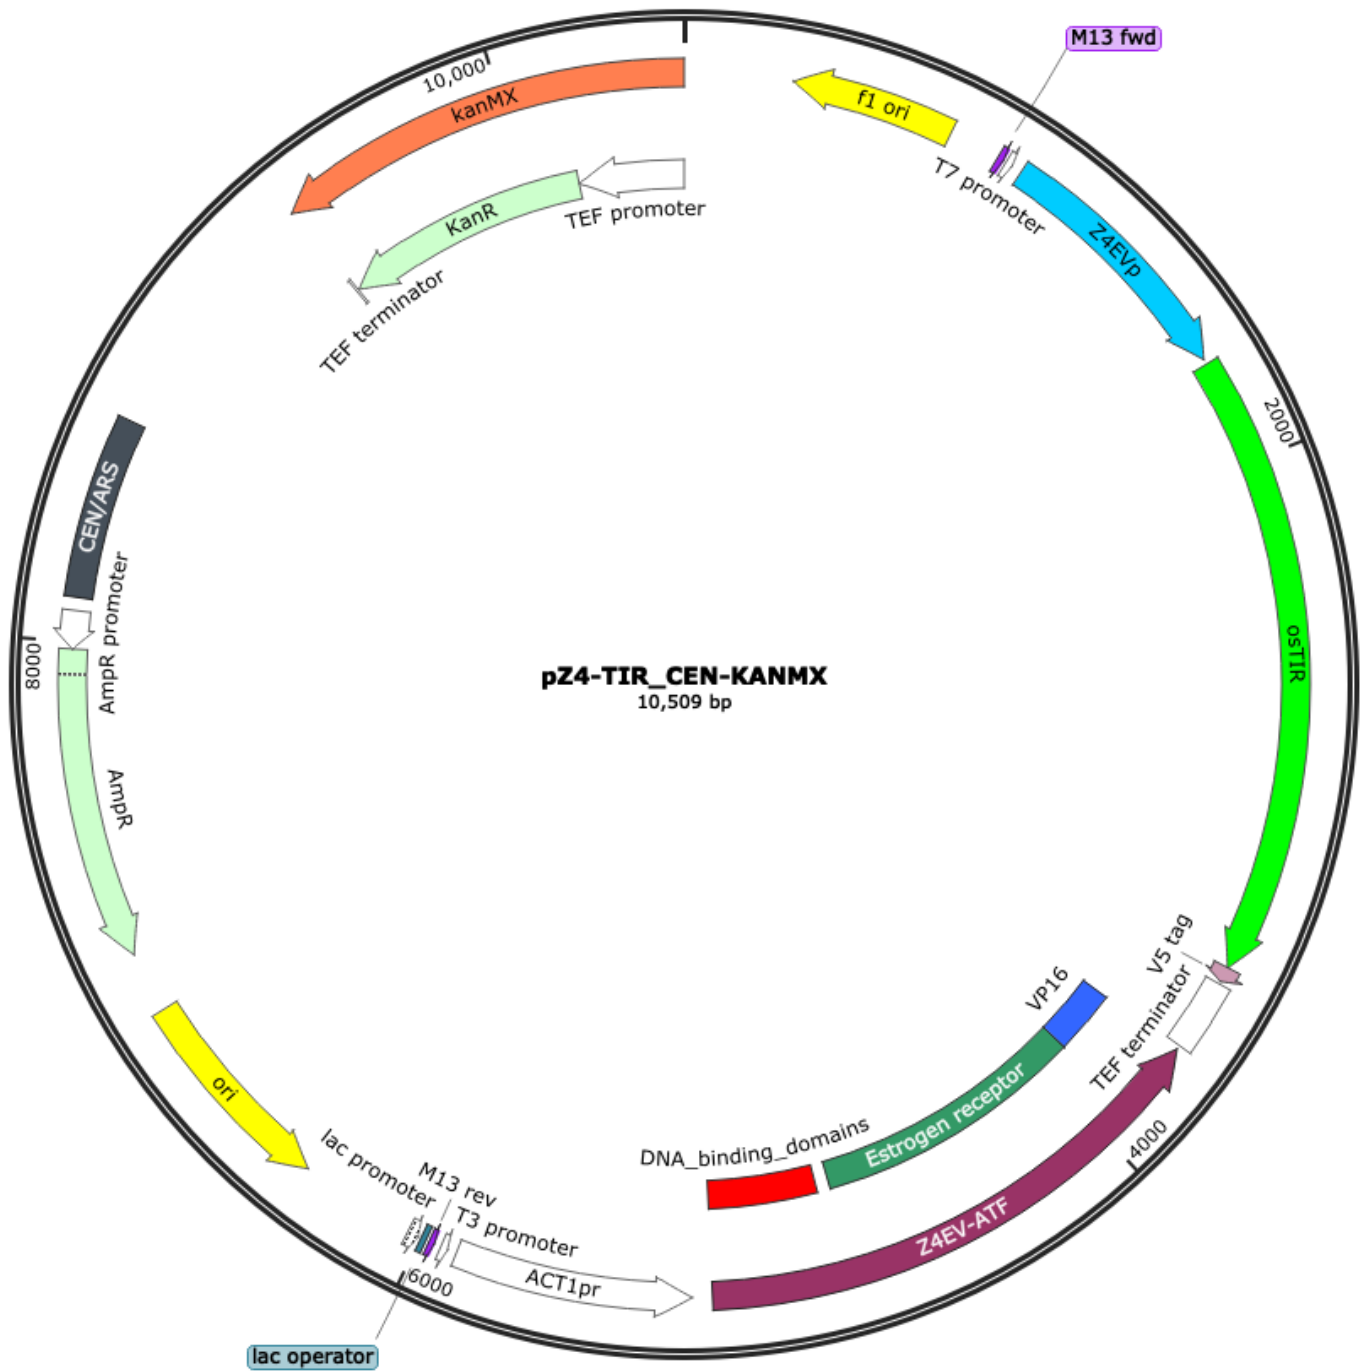 M13 fwd
10,000
kanMX
f1 ori
T7 promoter
KanR
TEF promoter
Z4EVp
TEF terminator
2000
CEN/ARS
AmpR promoter
8000
osTIR
pZ4-TIR_CEN-KANMX
10,509 bp
AmpR
V5 tag
VP16
TEF terminator
Estrogen receptor
ori
DNA_binding_domains
4000
lac promoter
M13 rev
T3 promoter
Z4EV-ATF
ACT1pr
6000
lac operator